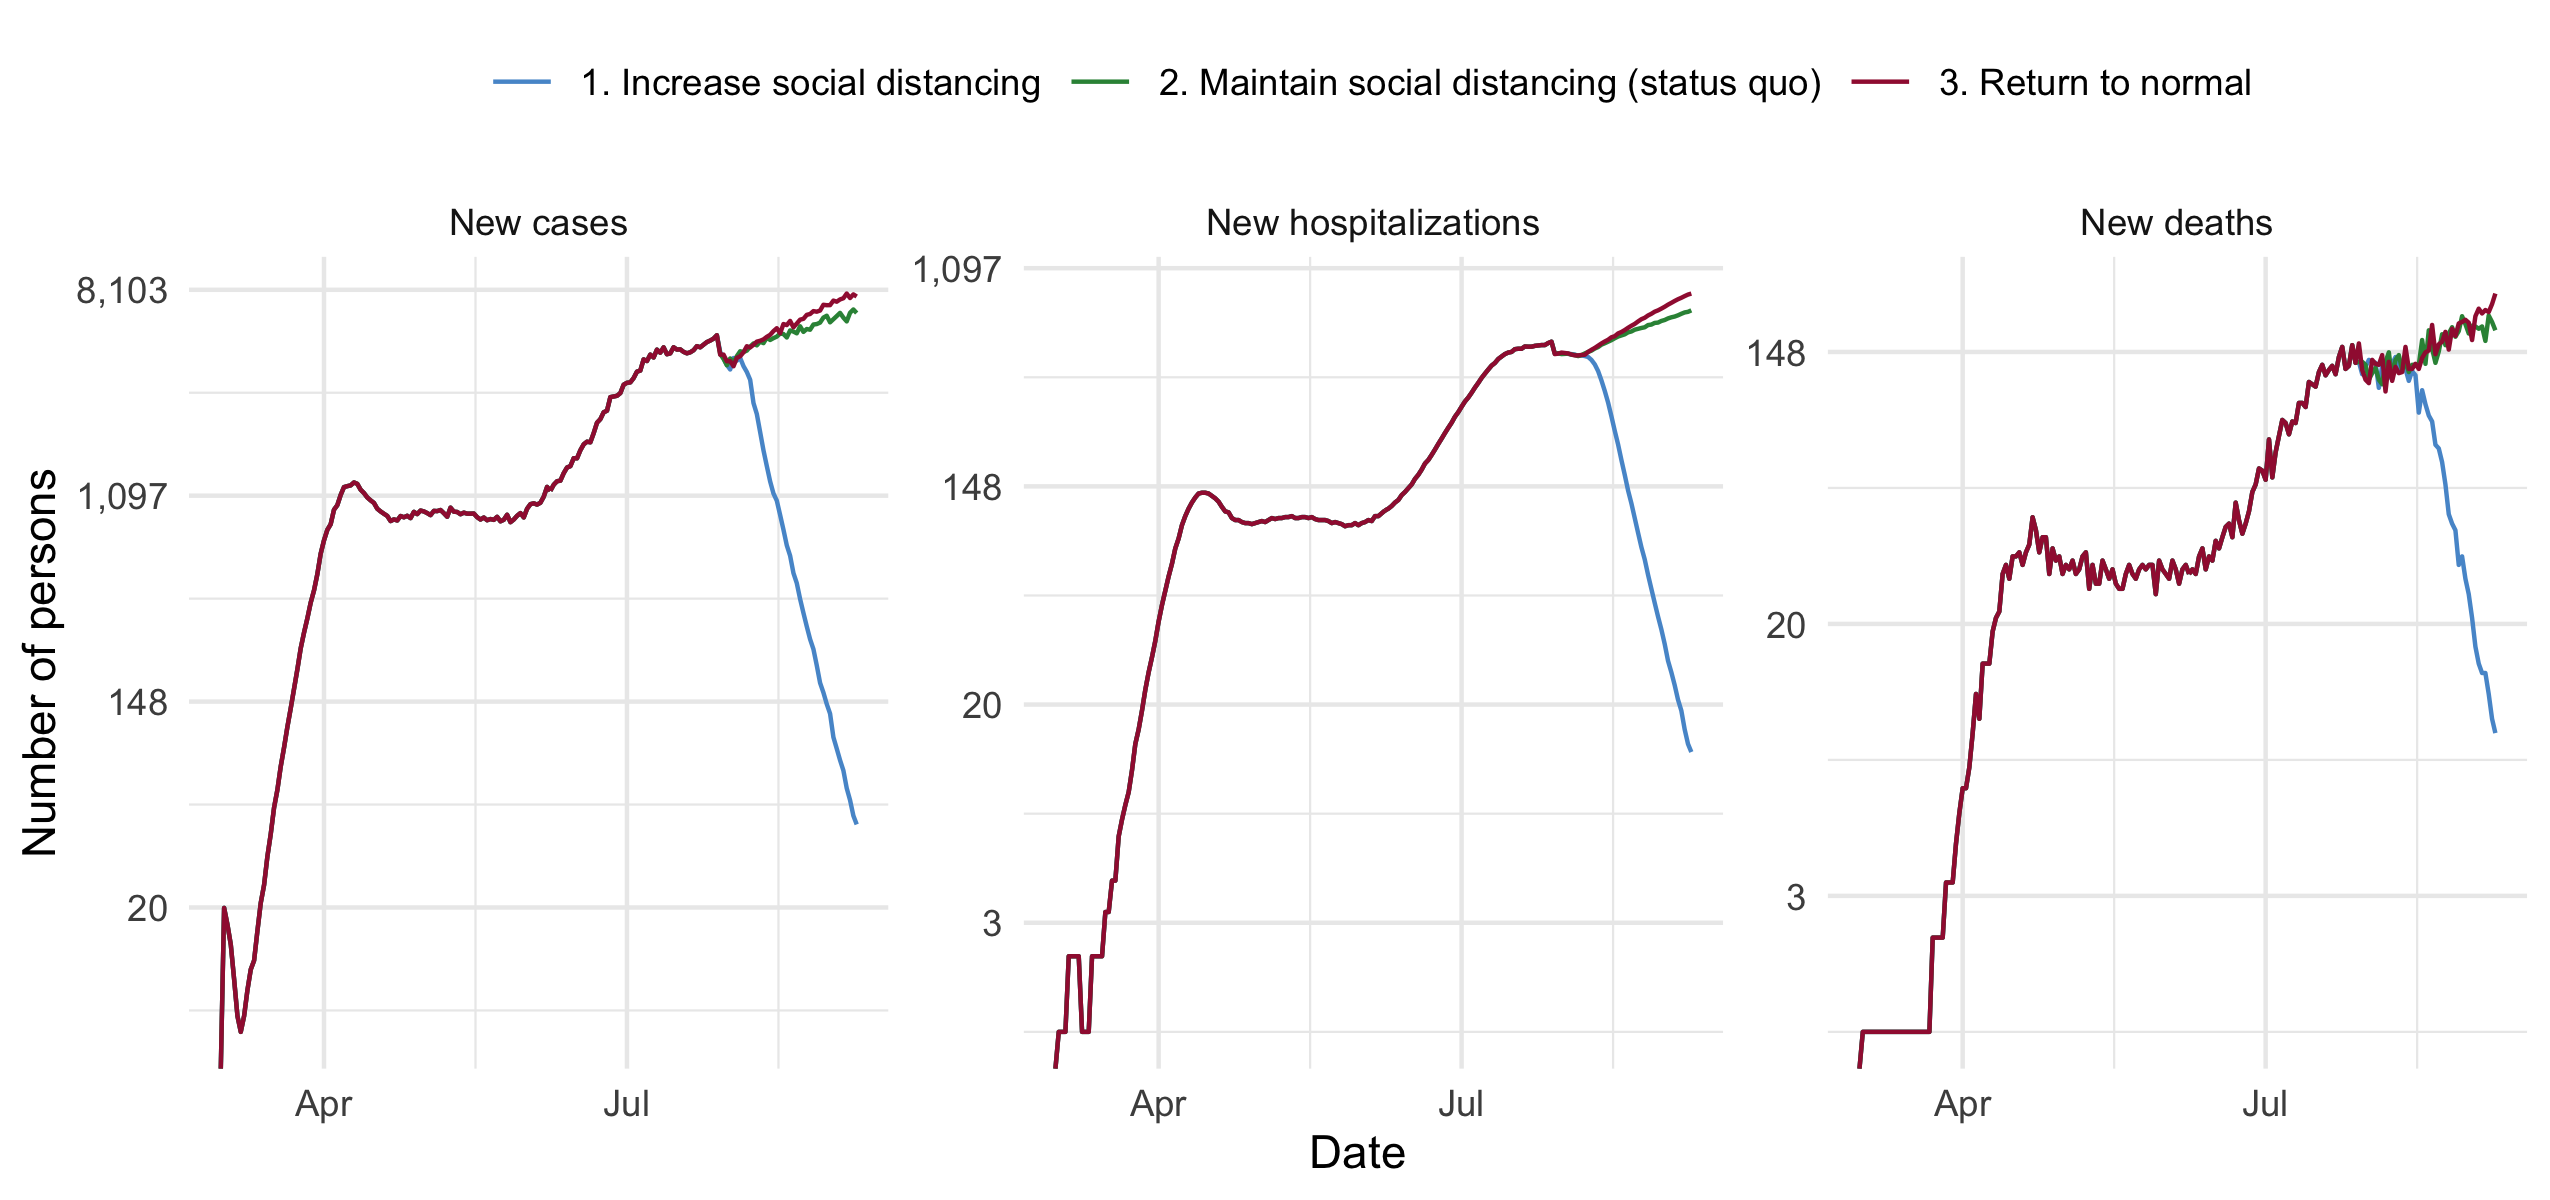 1. Increase social distancing 2. Maintain social distancing (status quo) 3. Return to normal
New cases New hospitalizations New deaths
Number of persons
8,103
1,097
148
20
1,097
148
20
3
148
20
3
Apr Jul Apr Jul Apr Jul
Date